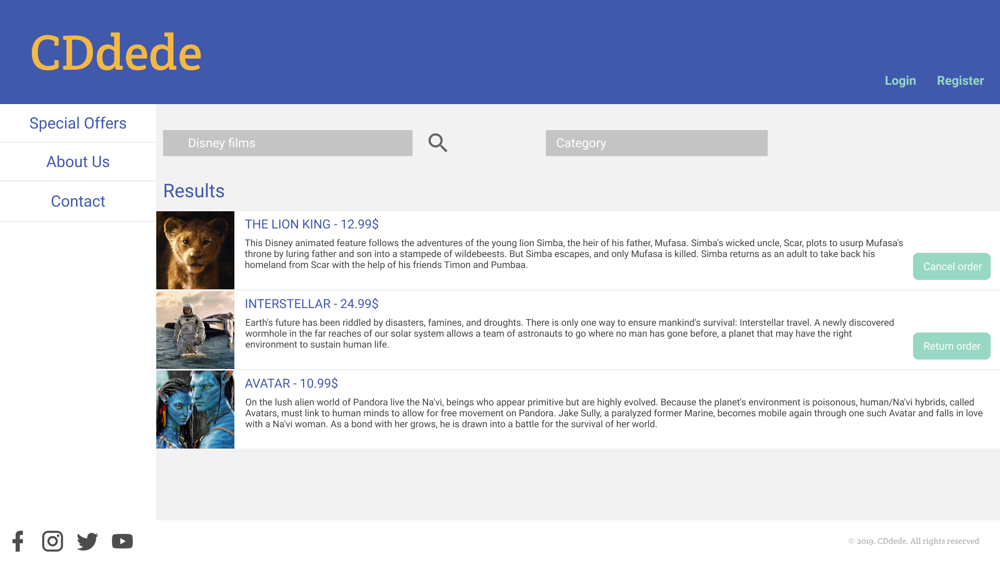 CDdede
Login
Register
Special Offers
About Us
Contact
Disney films
Category
Results
THE LION KING - 12.99$
This Disney animated feature follows the adventures of the young lion Simba, the heir of his father, Mufasa. Simba's wicked uncle, Scar, plots to usurp Mufasa's
throne by luring father and son into a stampede of wildebeests. But Simba escapes, and only Mufasa is killed. Simba returns as an adult to take back his
homeland from Scar with the help of his friends Timon and Pumbaa.
Cancel order
INTERSTELLAR - 24.99$
Earth's future has been riddled by disasters, famines, and droughts. There is only one way to ensure mankind's survival: Interstellar travel. A newly discovered
wormhole in the far reaches of our solar system allows a team of astronauts to go where no man has gone before, a planet that may have the right
environment to sustain human life.
Return order
AVATAR - 10.99$
On the lush alien world of Pandora live the Na'vi, beings who appear primitive but are highly evolved. Because the planet's environment is poisonous, human/Na'vi hybrids, called
Avatars, must link to human minds to allow for free movement on Pandora. Jake Sully, a paralyzed former Marine, becomes mobile again through one such Avatar and falls in love
with a Na'vi woman. As a bond with her grows, he is drawn into a battle for the survival of her world.
© 2019. CDdede. All rights reserved